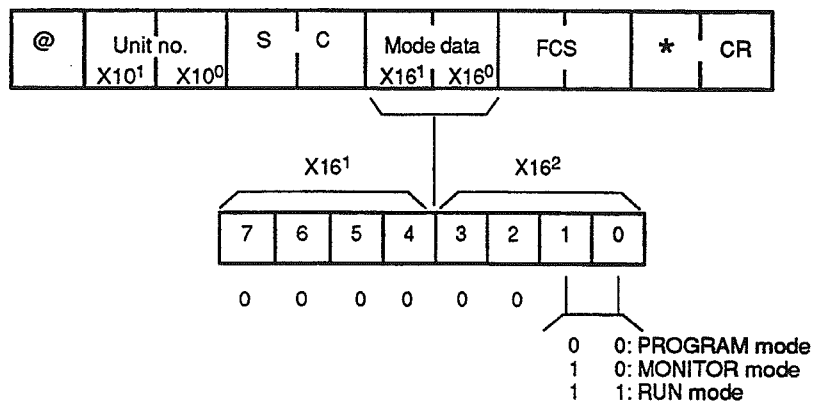 @ Unit no. S C Mode data FCS * CR
X10¹ X10⁰ X16¹ X16⁰
X16¹ X16²
7 6 5 4 3 2 1 0
0 0 0 0 0 0
0 0: PROGRAM mode
1 0: MONITOR mode
1 1: RUN mode